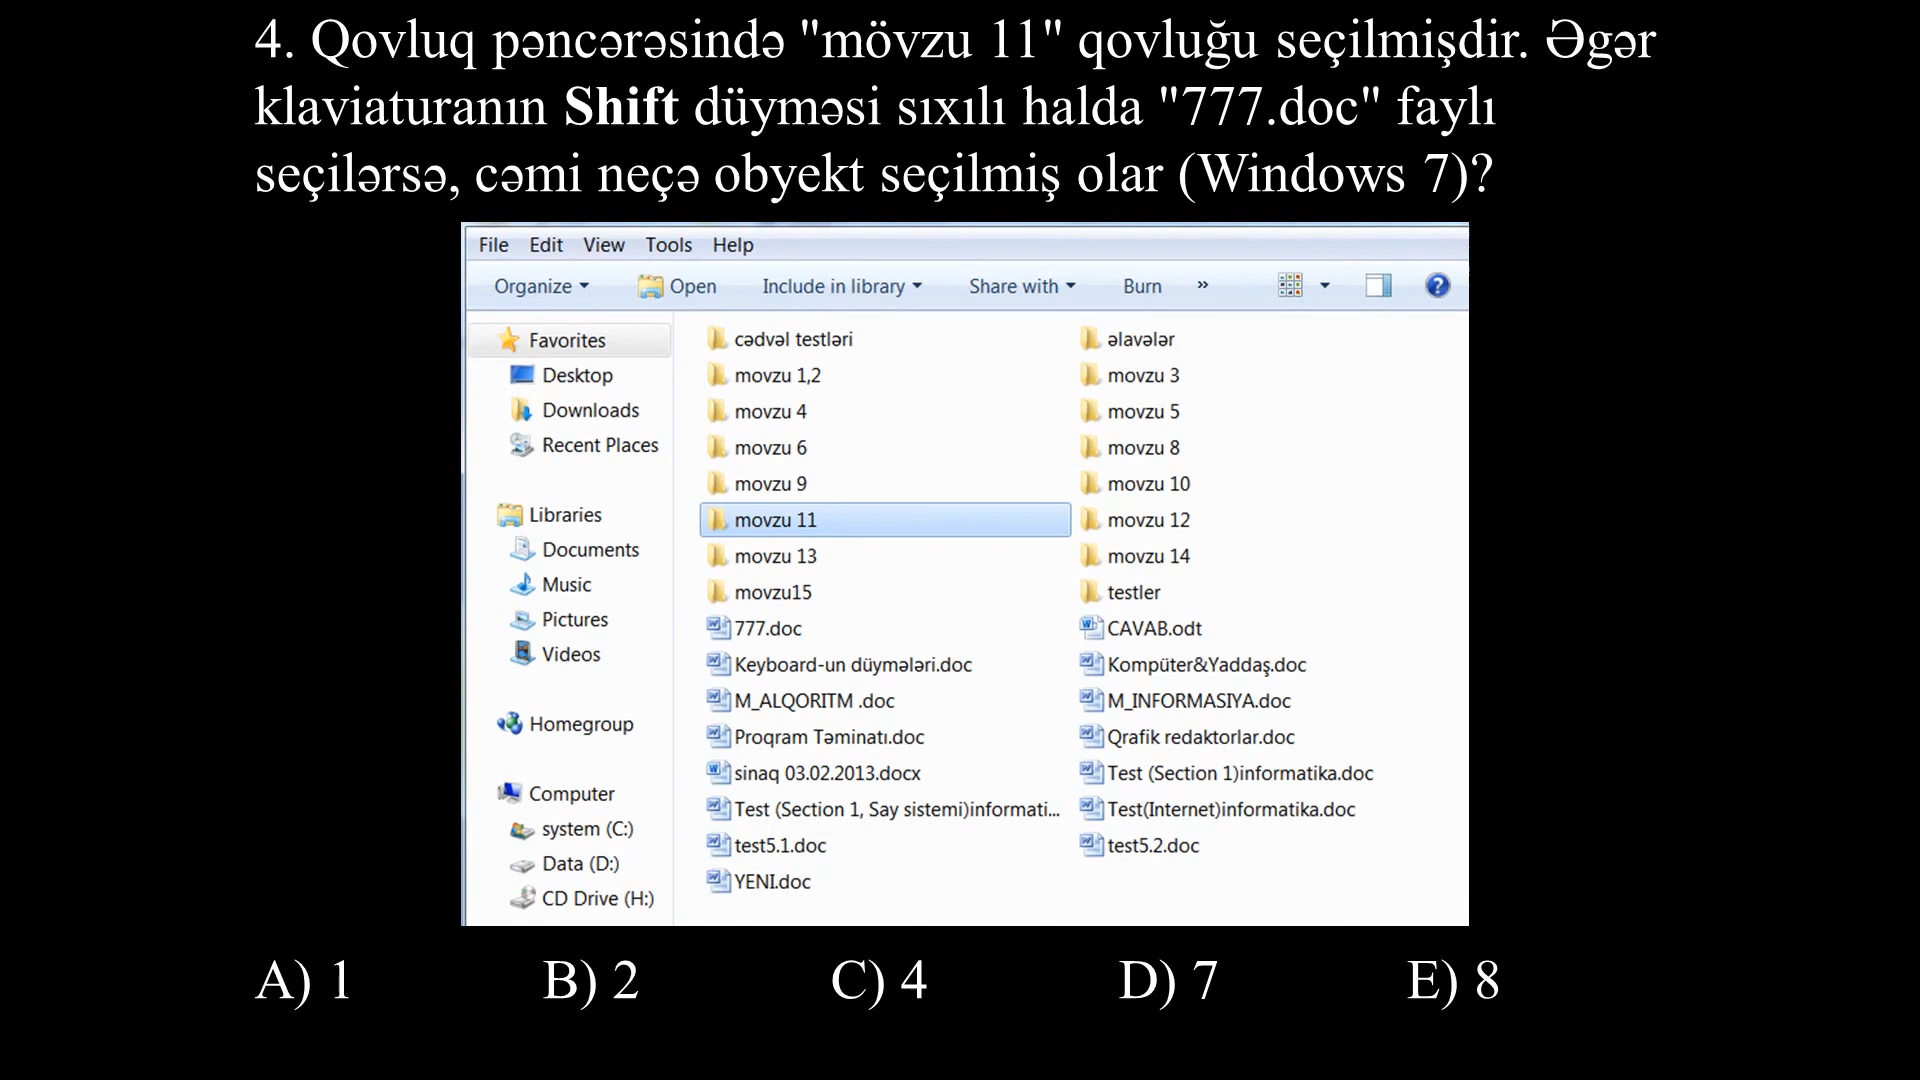 4. Qovluq pəncərəsində "mövzu 11" qovluğu seçilmişdir. Əgər
klaviaturanın Shift düyməsi sıxılı halda "777.doc" faylı
seçilərsə, cəmi neçə obyekt seçilmiş olar (Windows 7)?
File Edit View Tools Help
Organize Open Include in library Share with Burn »
Favorites
Desktop
Downloads
Recent Places
Libraries
Documents
Music
Pictures
Videos
Homegroup
Computer
system (C:)
Data (D:)
CD Drive (H:)
cədvəl testləri əlavələr
movzu 1,2 movzu 3
movzu 4 movzu 5
movzu 6 movzu 8
movzu 9 movzu 10
movzu 11 movzu 12
movzu 13 movzu 14
movzu15 testler
777.doc CAVAB.odt
Keyboard-un düymələri.doc Kompüter&Yaddaş.doc
M_ALQORITM .doc M_INFORMASIYA.doc
Proqram Təminatı.doc Qrafik redaktorlar.doc
sinaq 03.02.2013.docx Test (Section 1)informatika.doc
Test (Section 1, Say sistemi)informati... Test(Internet)informatika.doc
test5.1.doc test5.2.doc
YENI.doc
A) 1 B) 2 C) 4 D) 7 E) 8